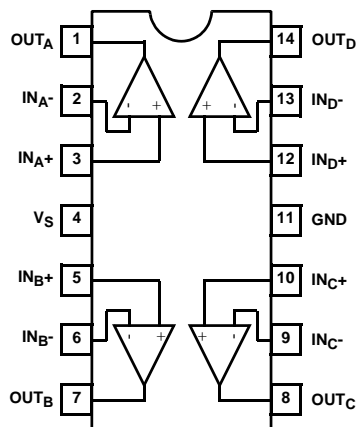 OUTA 1 14 OUTD
INA- 2 - + + - 13 IND-
INA+ 3 12 IND+
VS 4 11 GND
INB+ 5 10 INC+
INB- 6 - + + - 9 INC-
OUTB 7 8 OUTC